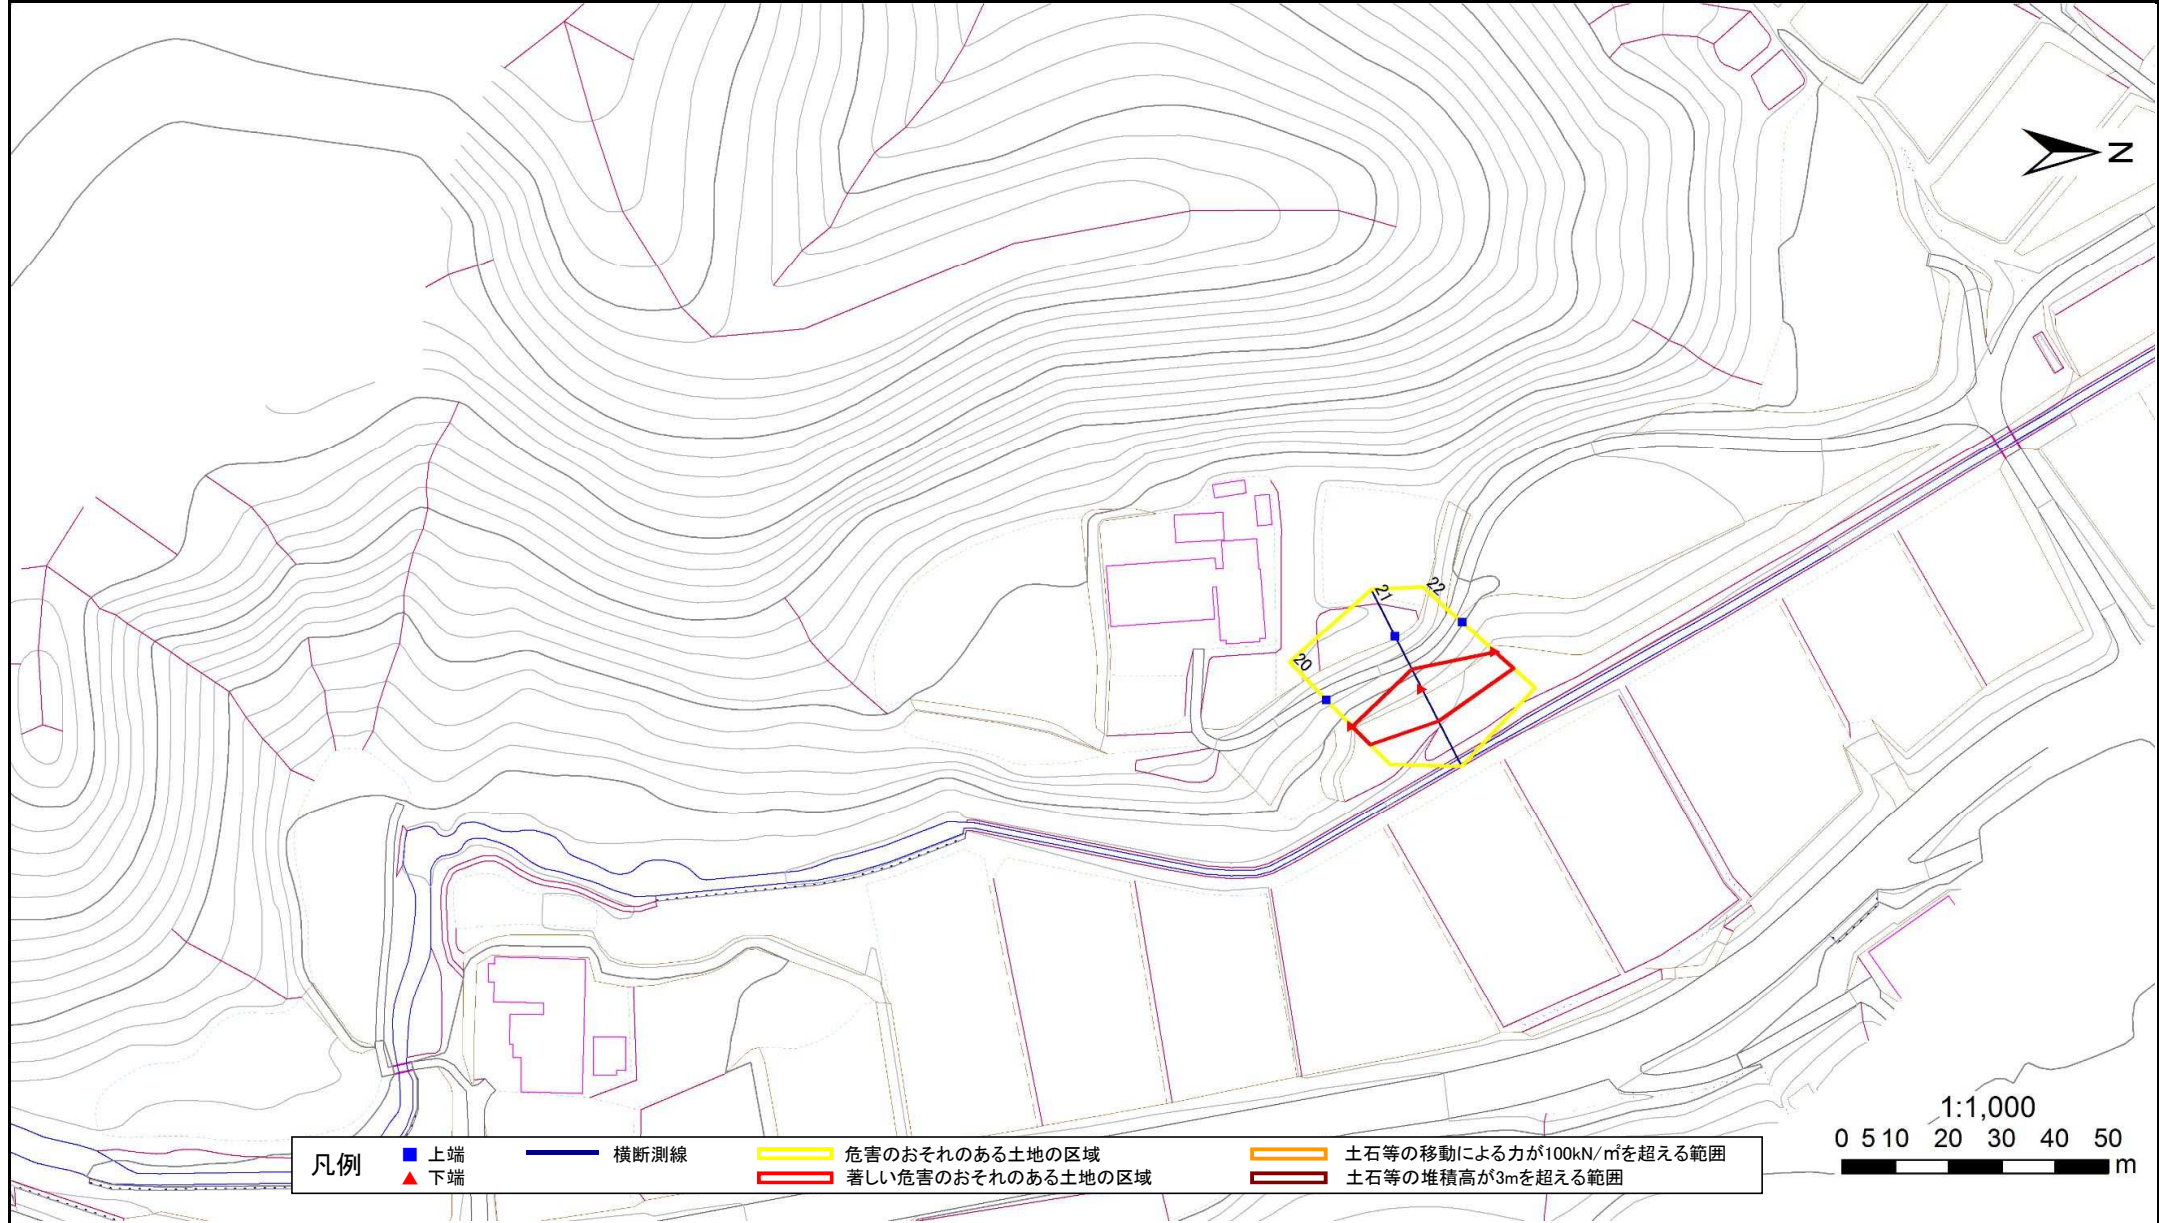 N
22
21
20
1:1,000
0 5 10 20 30 40 50
m
凡例
上端
横断測線
危害のおそれのある土地の区域
土石等の移動による力が100kN/㎡を超える範囲
下端
著しい危害のおそれのある土地の区域
土石等の堆積高が3mを超える範囲